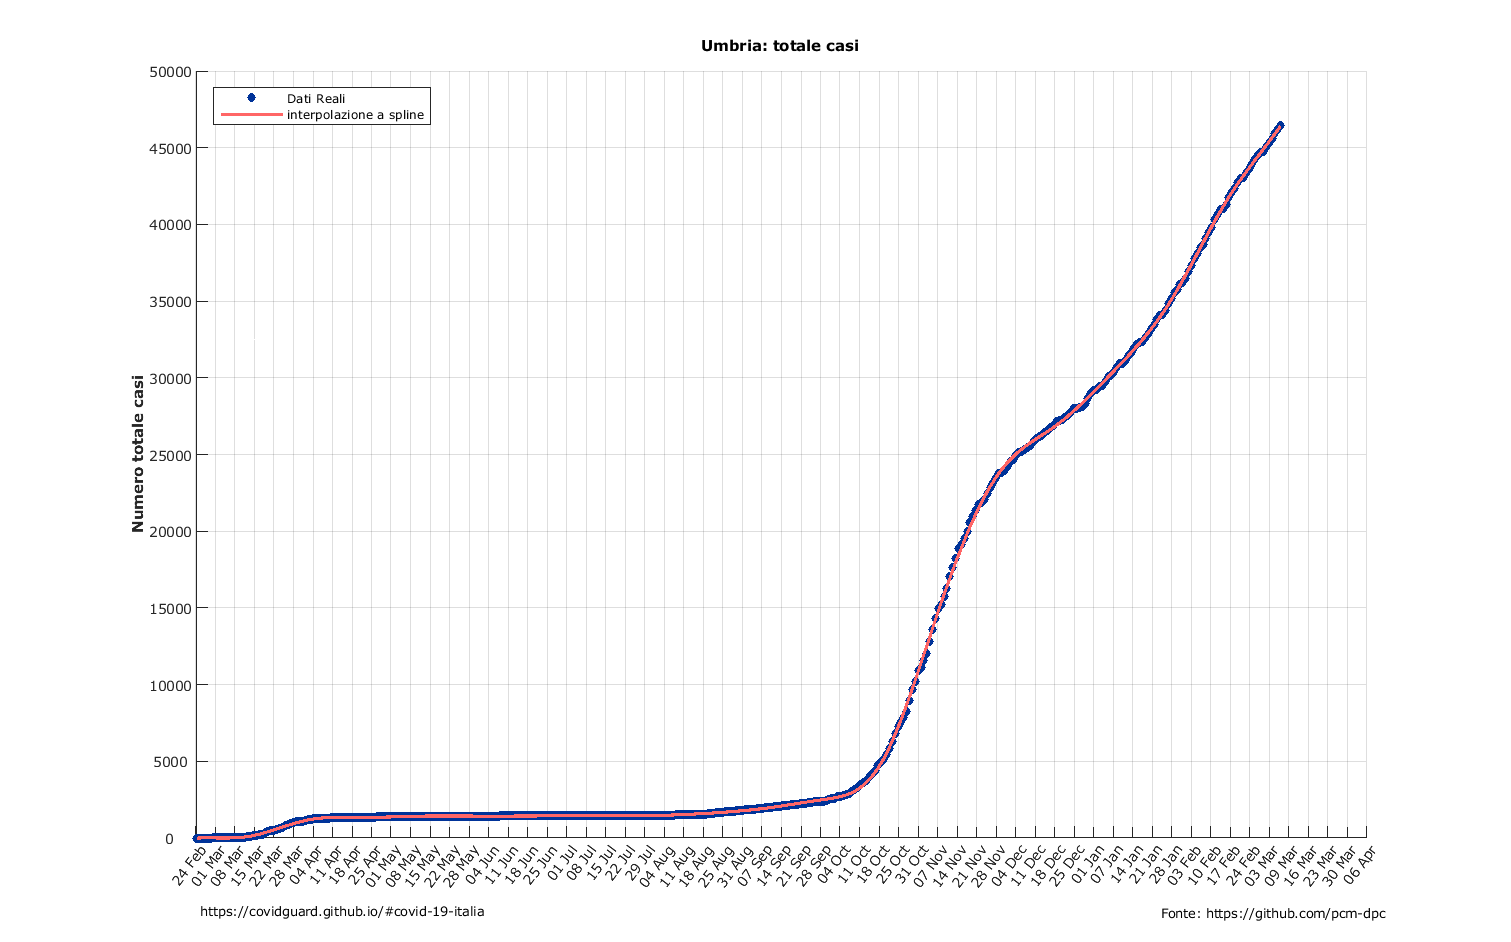 Umbria: totale casi
50000
45000
40000
35000
30000
25000
20000
15000
10000
5000
0
Numero totale casi
Dati Reali
interpolazione a spline
24 Feb
01 Mar
08 Mar
15 Mar
22 Mar
28 Mar
04 Apr
11 Apr
18 Apr
25 Apr
01 May
08 May
15 May
22 May
28 May
04 Jun
11 Jun
18 Jun
25 Jun
01 Jul
08 Jul
15 Jul
22 Jul
29 Jul
04 Aug
11 Aug
18 Aug
25 Aug
31 Aug
07 Sep
14 Sep
21 Sep
28 Sep
04 Oct
11 Oct
18 Oct
25 Oct
31 Oct
07 Nov
14 Nov
21 Nov
28 Nov
04 Dec
11 Dec
18 Dec
25 Dec
01 Jan
07 Jan
14 Jan
21 Jan
28 Jan
03 Feb
10 Feb
17 Feb
24 Feb
03 Mar
09 Mar
16 Mar
23 Mar
30 Mar
06 Apr
https://covidguard.github.io/#covid-19-italia
Fonte: https://github.com/pcm-dpc